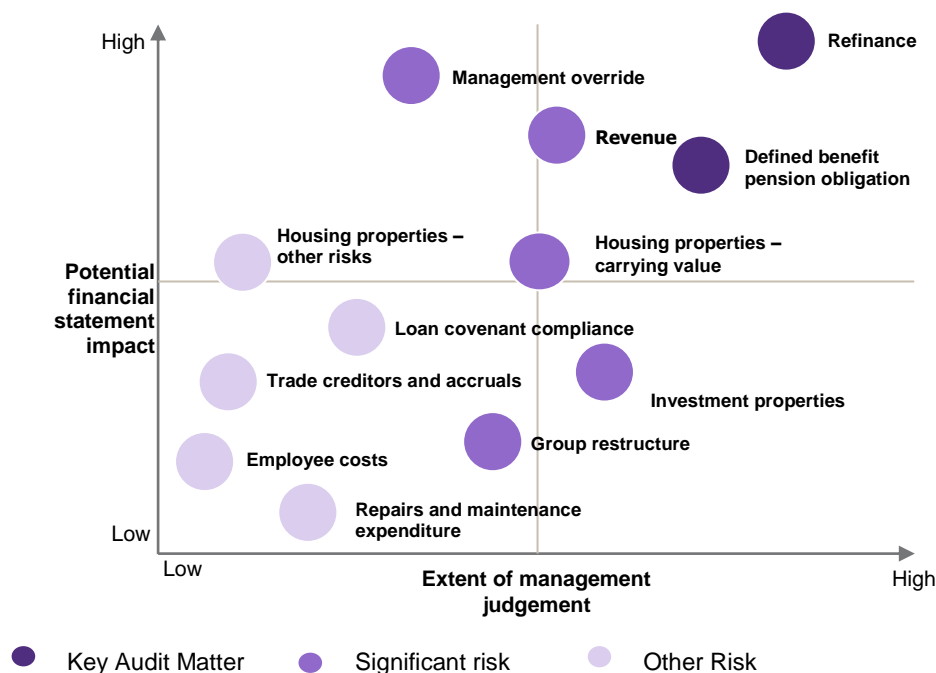 High
Refinance
Management override
Revenue
Defined benefit
pension obligation
Housing properties –
other risks
Housing properties –
carrying value
Potential
financial
statement
impact
Loan covenant compliance
Trade creditors and accruals
Investment properties
Group restructure
Employee costs
Repairs and maintenance
expenditure
Low
Low
Extent of management
judgement
High
Key Audit Matter
Significant risk
Other Risk